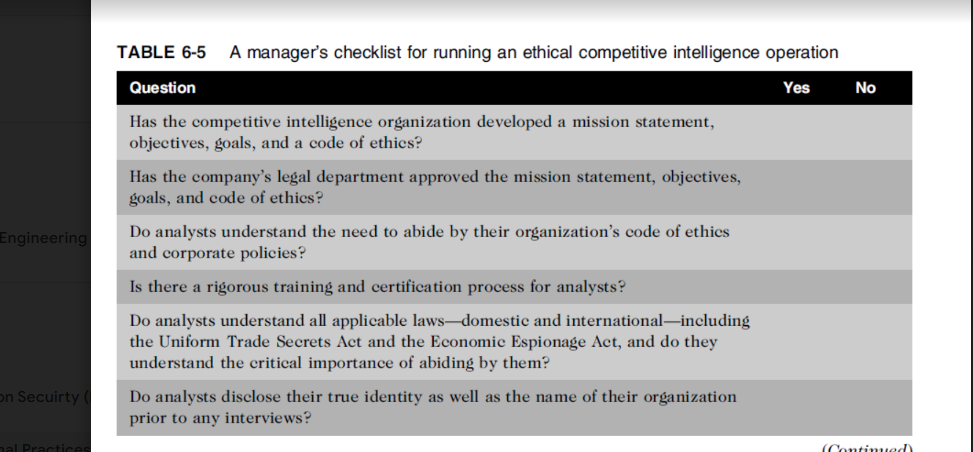 TABLE 6-5 A manager's checklist for running an ethical competitive intelligence operation
Question Yes No
Has the competitive intelligence organization developed a mission statement,
objectives, goals, and a code of ethics?
Has the company's legal department approved the mission statement, objectives,
goals, and code of ethics?
Do analysts understand the need to abide by their organization's code of ethics
and corporate policies?
Engineering
Is there a rigorous training and certification process for analysts?
Do analysts understand all applicable laws—domestic and international—including
the Uniform Trade Secrets Act and the Economic Espionage Act, and do they
understand the critical importance of abiding by them?
Do analysts disclose their true identity as well as the name of their organization
prior to any interviews?
on Secuirty (
nal Practices
(Continued)